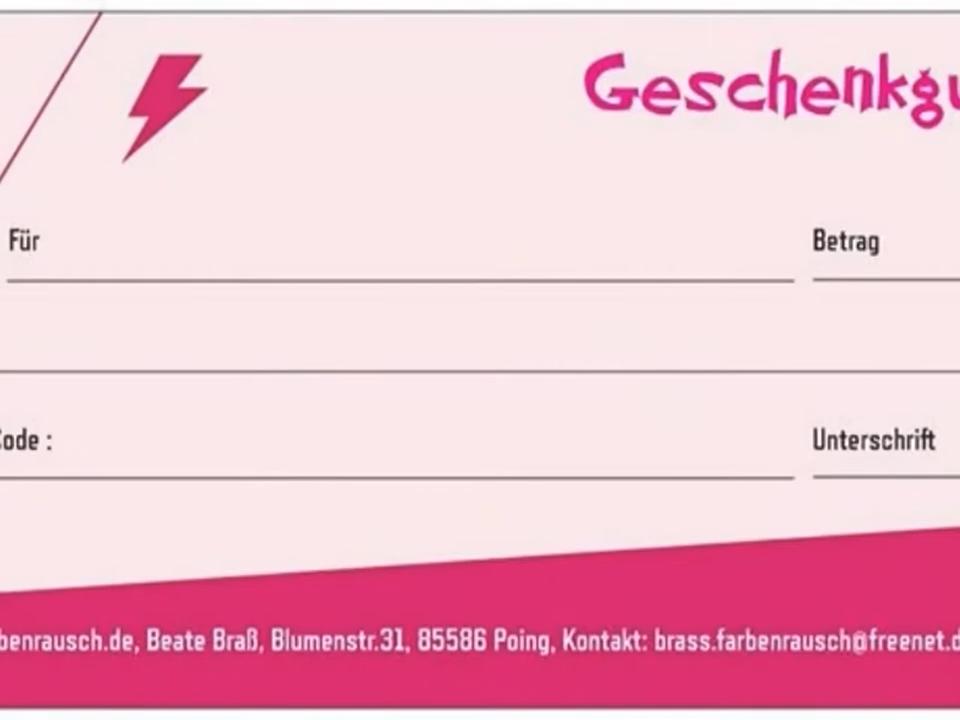 Geschenkgu
Für
Betrag
Code :
Unterschrift
benrausch.de, Beate Braß, Blumenstr.31, 85586 Poing, Kontakt: brass.farbenrausch@freenet.d